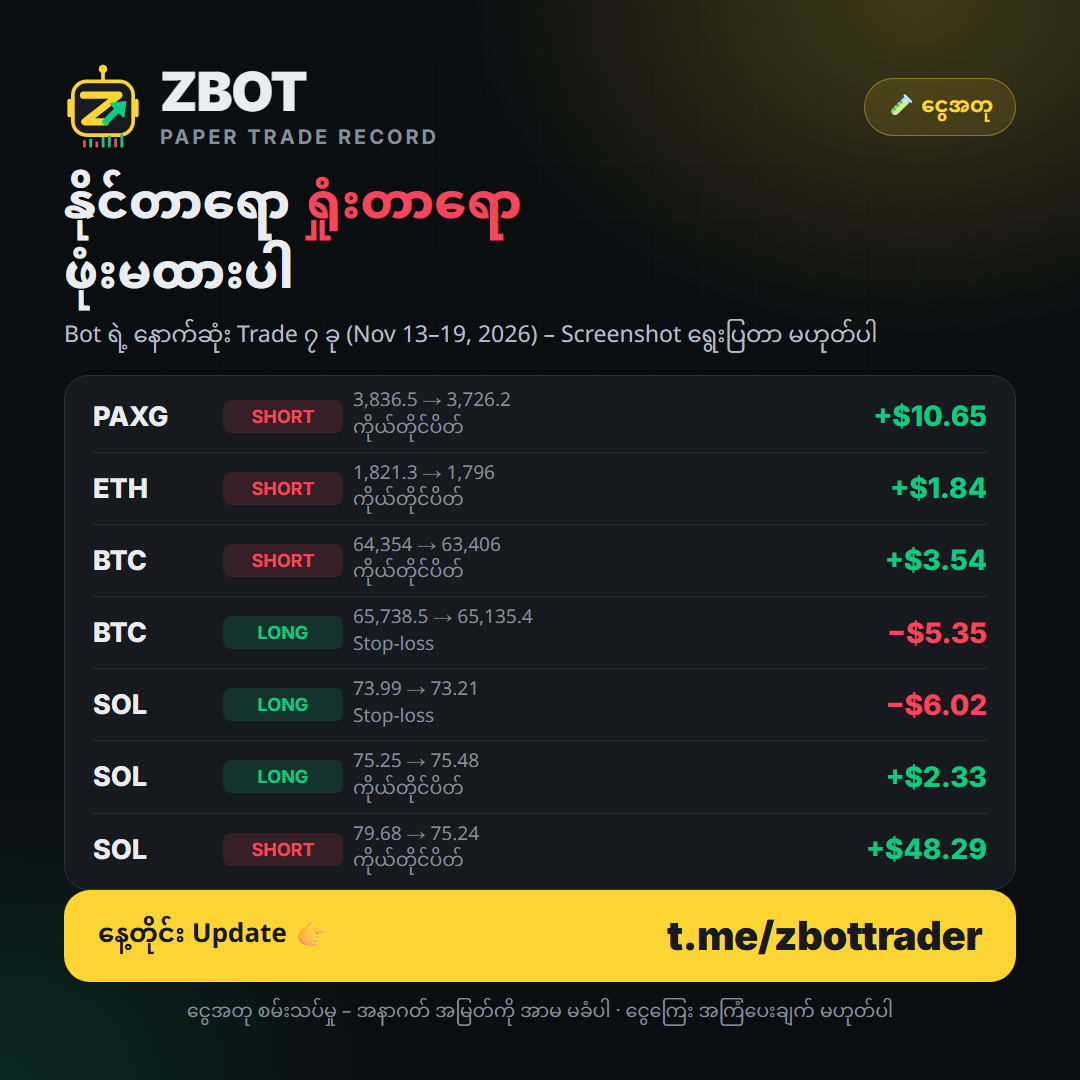 ZBOT
PAPER TRADE RECORD
ငွေအတု
နိုင်တာရော ရှုံးတာရော
ဖုံးမထားပါ
Bot ရဲ့ နောက်ဆုံး Trade ၇ ခု (Nov 13–19, 2026) – Screenshot ရွေးပြတာ မဟုတ်ပါ
PAXG SHORT 3,836.5 → 3,726.2 +$10.65
ကိုယ်တိုင်ပိတ်
ETH SHORT 1,821.3 → 1,796 +$1.84
ကိုယ်တိုင်ပိတ်
BTC SHORT 64,354 → 63,406 +$3.54
ကိုယ်တိုင်ပိတ်
BTC LONG 65,738.5 → 65,135.4 −$5.35
Stop-loss
SOL LONG 73.99 → 73.21 −$6.02
Stop-loss
SOL LONG 75.25 → 75.48 +$2.33
ကိုယ်တိုင်ပိတ်
SOL SHORT 79.68 → 75.24 +$48.29
ကိုယ်တိုင်ပိတ်
နေ့တိုင်း Update 👉 t.me/zbottrader
ငွေအတု စမ်းသပ်မှု – အနာဂတ် အမြတ်ကို အာမ မခံပါ · ငွေကြေး အကြံပေးချက် မဟုတ်ပါ